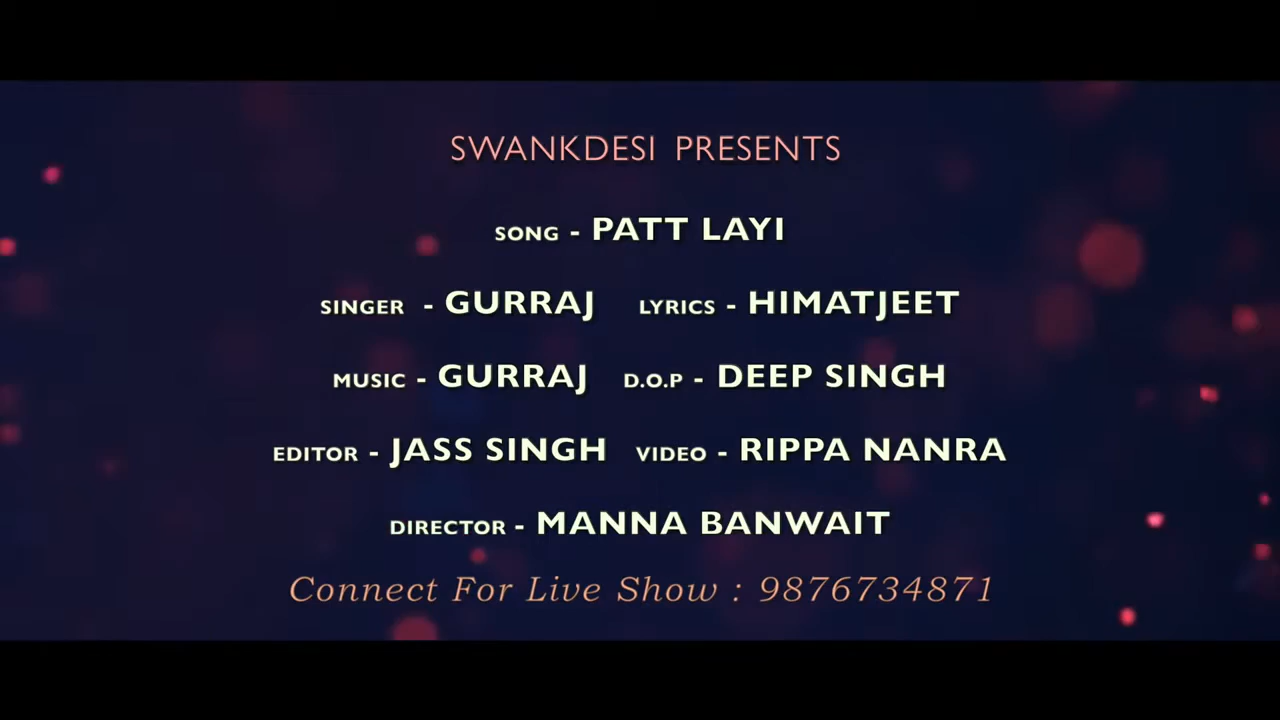 SWANKDESI PRESENTS
SONG - PATT LAYI
SINGER - GURRAJ LYRICS - HIMATJEET
MUSIC - GURRAJ D.O.P - DEEP SINGH
EDITOR - JASS SINGH VIDEO - RIPPA NANRA
DIRECTOR - MANNA BANWAIT
Connect For Live Show : 9876734871